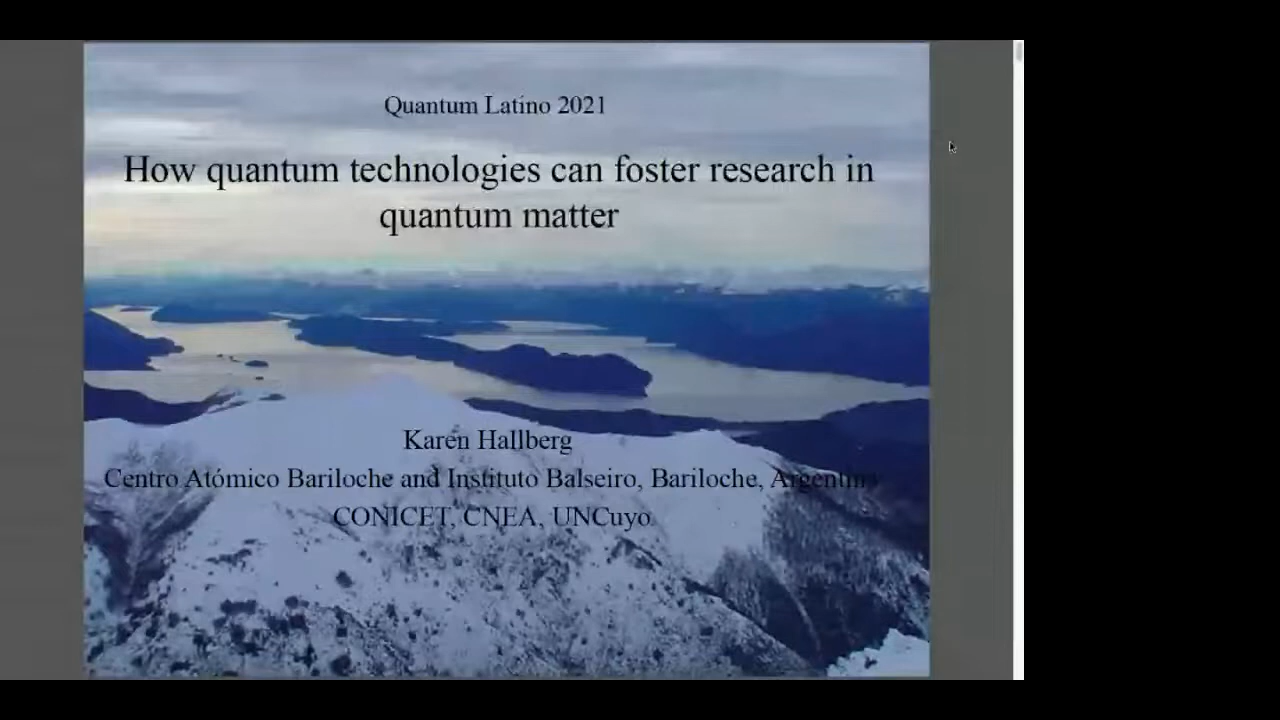 Quantum Latino 2021
How quantum technologies can foster research in
quantum matter
Karen Hallberg
Centro Atómico Bariloche and Instituto Balseiro, Bariloche, Argentina
CONICET, CNEA, UNCuyo